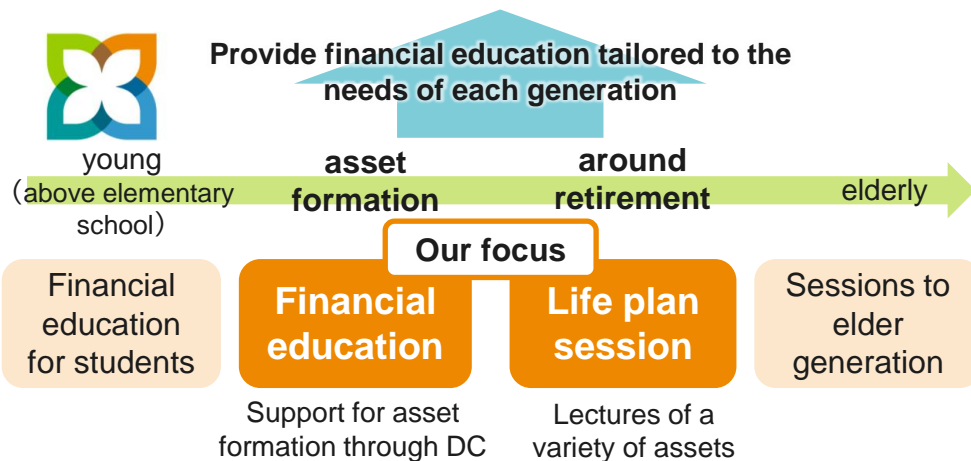 Provide financial education tailored to the
needs of each generation
young
（above elementary
school）
asset
formation
around
retirement
elderly
Our focus
Financial
education
for students
Financial
education
Life plan
session
Sessions to
elder
generation
Support for asset
formation through DC
Lectures of a
variety of assets